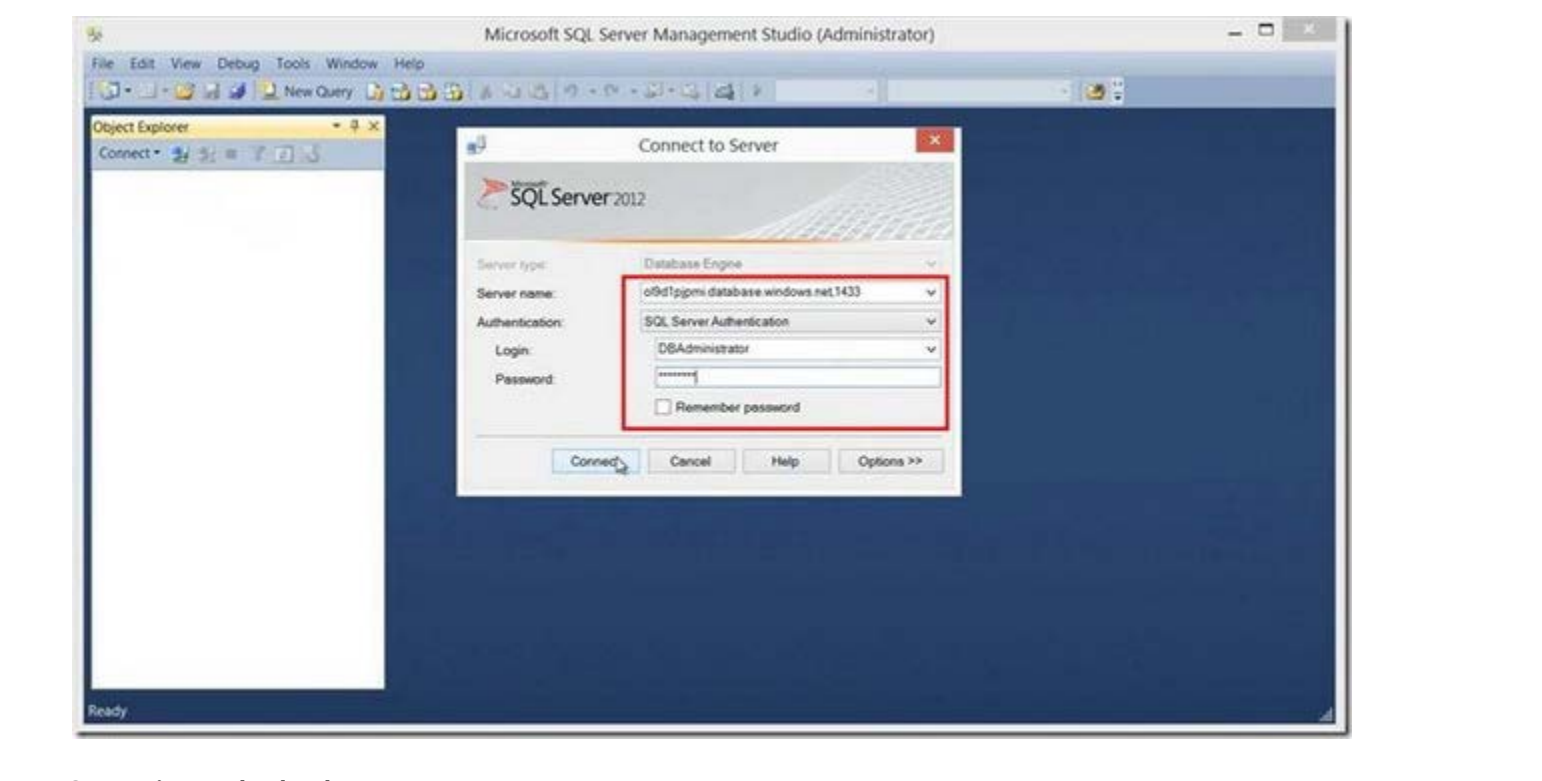 Microsoft SQL Server Management Studio (Administrator)
File Edit View Debug Tools Window Help
New Query
Object Explorer
Connect
Connect to Server
Microsoft
SQL Server 2012
Server type: Database Engine
Server name: ol9d1pjpmi.database.windows.net,1433
Authentication: SQL Server Authentication
Login: DBAdministrator
Password: ********
Remember password
Connect Cancel Help Options >>
Ready